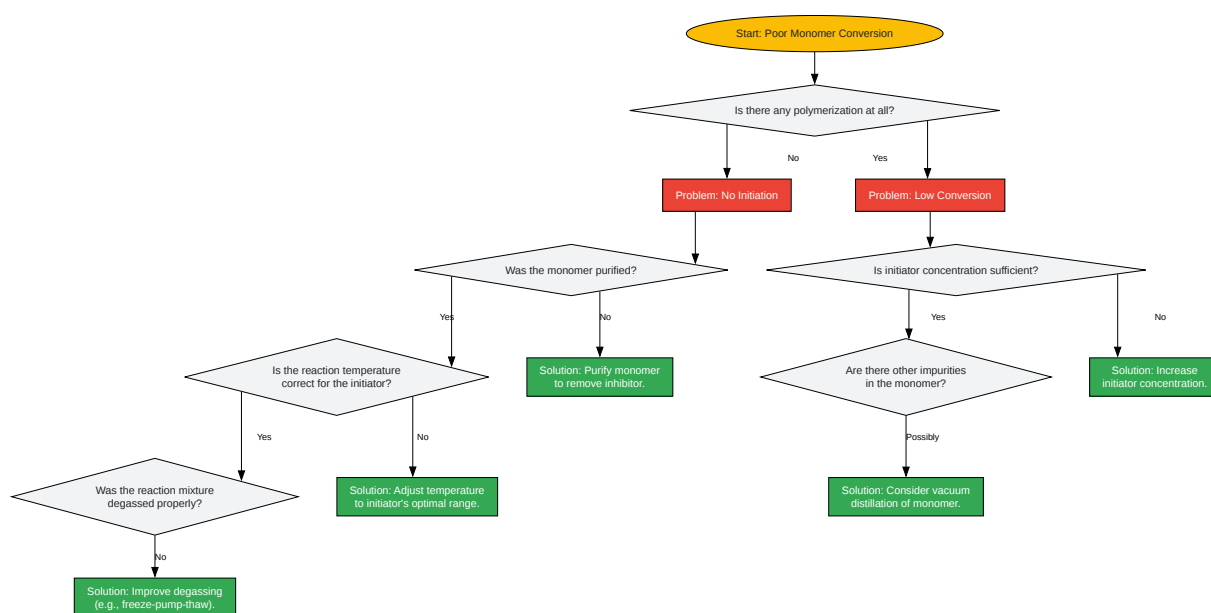 Start: Poor Monomer Conversion
Is there any polymerization at all?
No
Yes
Problem: No Initiation
Problem: Low Conversion
Was the monomer purified?
Is initiator concentration sufficient?
Yes
No
Yes
No
Is the reaction temperature
correct for the initiator?
Solution: Purify monomer
to remove inhibitor.
Are there other impurities
in the monomer?
Solution: Increase
initiator concentration.
Yes
No
Possibly
Was the reaction mixture
degassed properly?
Solution: Adjust temperature
to initiator's optimal range.
Solution: Consider vacuum
distillation of monomer.
No
Solution: Improve degassing
(e.g., freeze-pump-thaw).